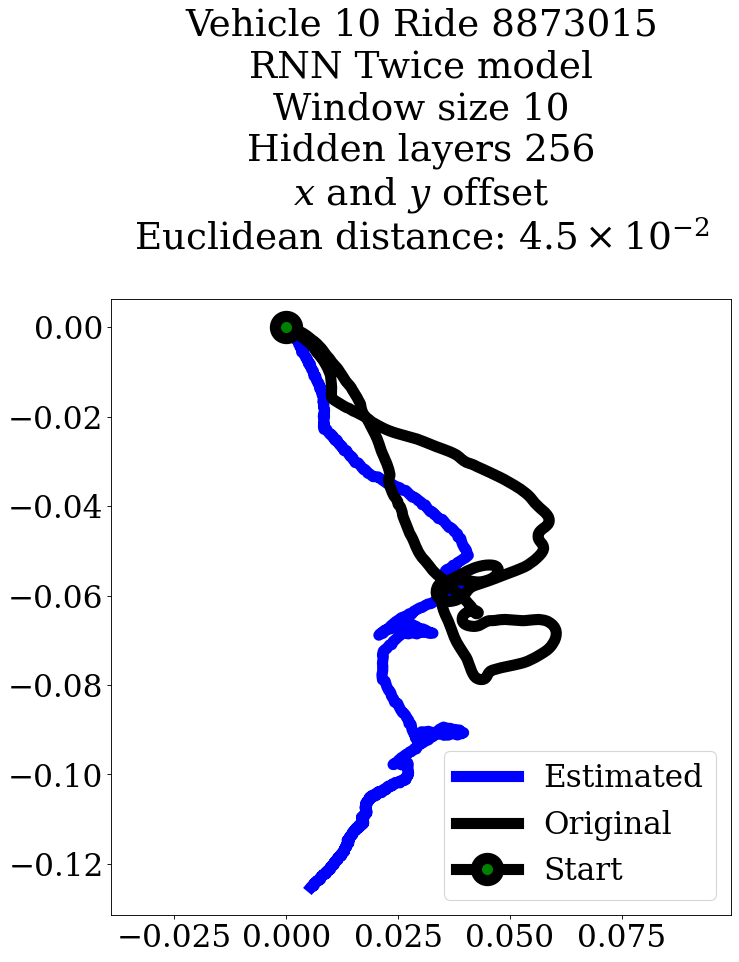 Vehicle 10 Ride 8873015
RNN Twice model
Window size 10
Hidden layers 256
x and y offset
Euclidean distance: 4.5 × 10⁻²
0.00
−0.02
−0.04
−0.06
−0.08
−0.10
−0.12
Estimated
Original
Start
−0.025 0.000 0.025 0.050 0.075